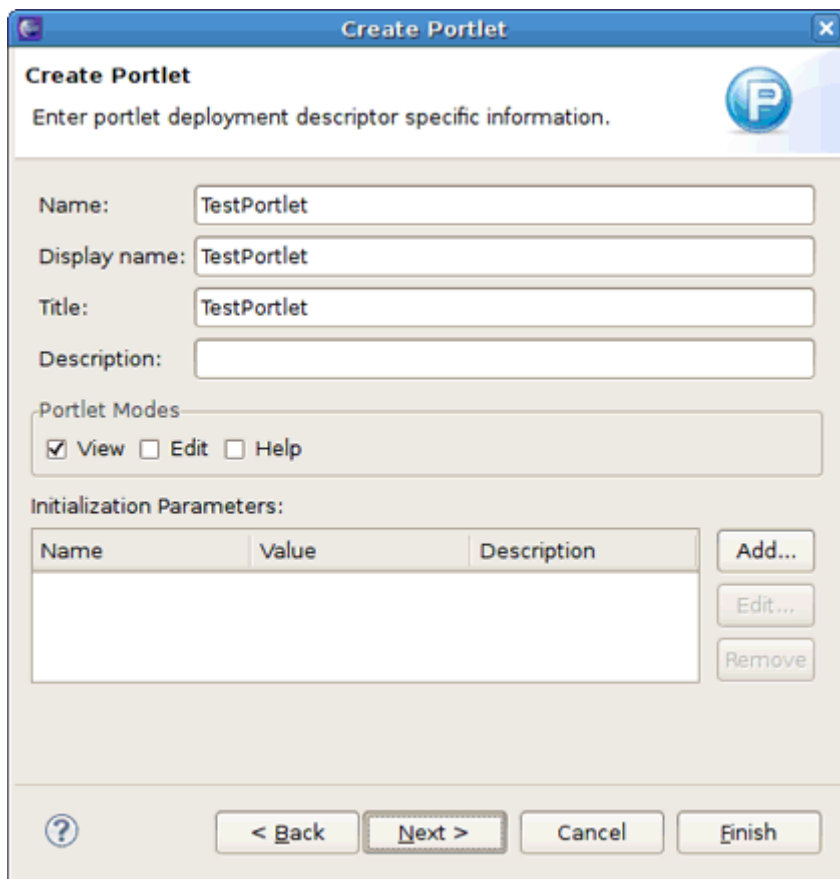 Create Portlet
Create Portlet
Enter portlet deployment descriptor specific information.
P
Name: TestPortlet
Display name: TestPortlet
Title: TestPortlet
Description:
Portlet Modes
View Edit Help
Initialization Parameters:
Name Value Description Add...
Edit...
Remove
? < Back Next > Cancel Finish